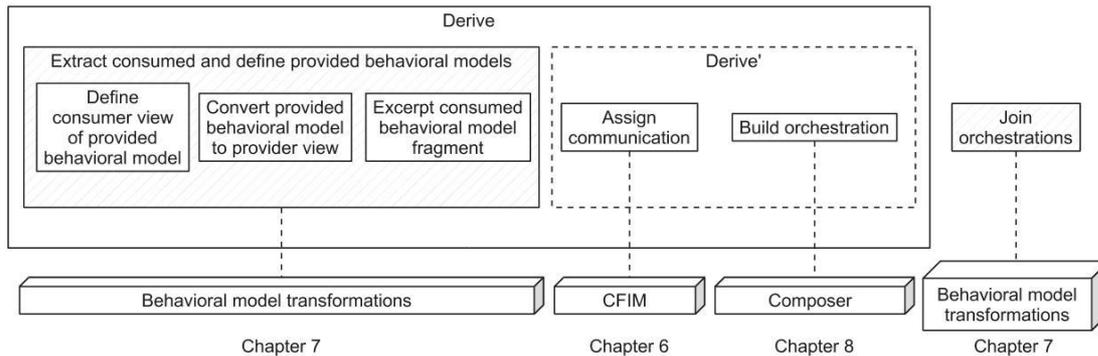 Derive
Extract consumed and define provided behavioral models
Define
consumer view
of provided
behavioral model
Convert provided
behavioral model
to provider view
Excerpt consumed
behavioral model
fragment
Derive'
Assign
communication
Build orchestration
Join
orchestrations
Behavioral model transformations
CFIM
Composer
Behavioral model
transformations
Chapter 7
Chapter 6
Chapter 8
Chapter 7